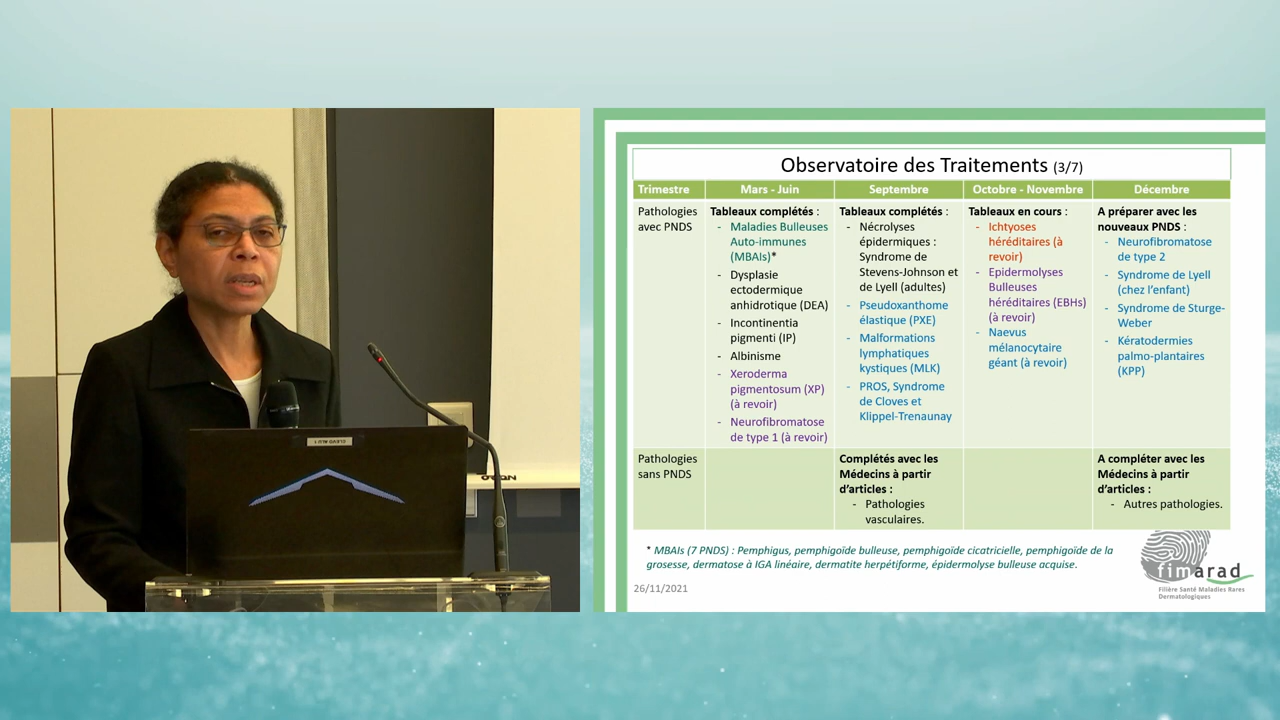 CLEVO ALU 1
Observatoire des Traitements (3/7)
Trimestre
Mars - Juin
Septembre
Octobre - Novembre
Décembre
Pathologies
avec PNDS
Tableaux complétés :
- Maladies Bulleuses
Auto-immunes
(MBAIs)*
- Dysplasie
ectodermique
anhidrotique (DEA)
- Incontinentia
pigmenti (IP)
- Albinisme
- Xeroderma
pigmentosum (XP)
(à revoir)
- Neurofibromatose
de type 1 (à revoir)
Tableaux complétés :
- Nécrolyses
épidermiques :
Syndrome de
Stevens-Johnson et
de Lyell (adultes)
- Pseudoxanthome
élastique (PXE)
- Malformations
lymphatiques
kystiques (MLK)
- PROS, Syndrome
de Cloves et
Klippel-Trenaunay
Tableaux en cours :
- Ichtyoses
héréditaires (à
revoir)
- Epidermolyses
Bulleuses
héréditaires (EBHs)
(à revoir)
- Naevus
mélanocytaire
géant (à revoir)
A préparer avec les
nouveaux PNDS :
- Neurofibromatose
de type 2
- Syndrome de Lyell
(chez l'enfant)
- Syndrome de Sturge-
Weber
- Kératodermies
palmo-plantaires
(KPP)
Pathologies
sans PNDS
Complétés avec les
Médecins à partir
d'articles :
- Pathologies
vasculaires.
A compléter avec les
Médecins à partir
d'articles :
- Autres pathologies.
* MBAIs (7 PNDS) : Pemphigus, pemphigoïde bulleuse, pemphigoïde cicatricielle, pemphigoïde de la
grosesse, dermatose à IGA linéaire, dermatite herpétiforme, épidermolyse bulleuse acquise.
26/11/2021
fimarad
Filière Santé Maladies Rares
Dermatologiques